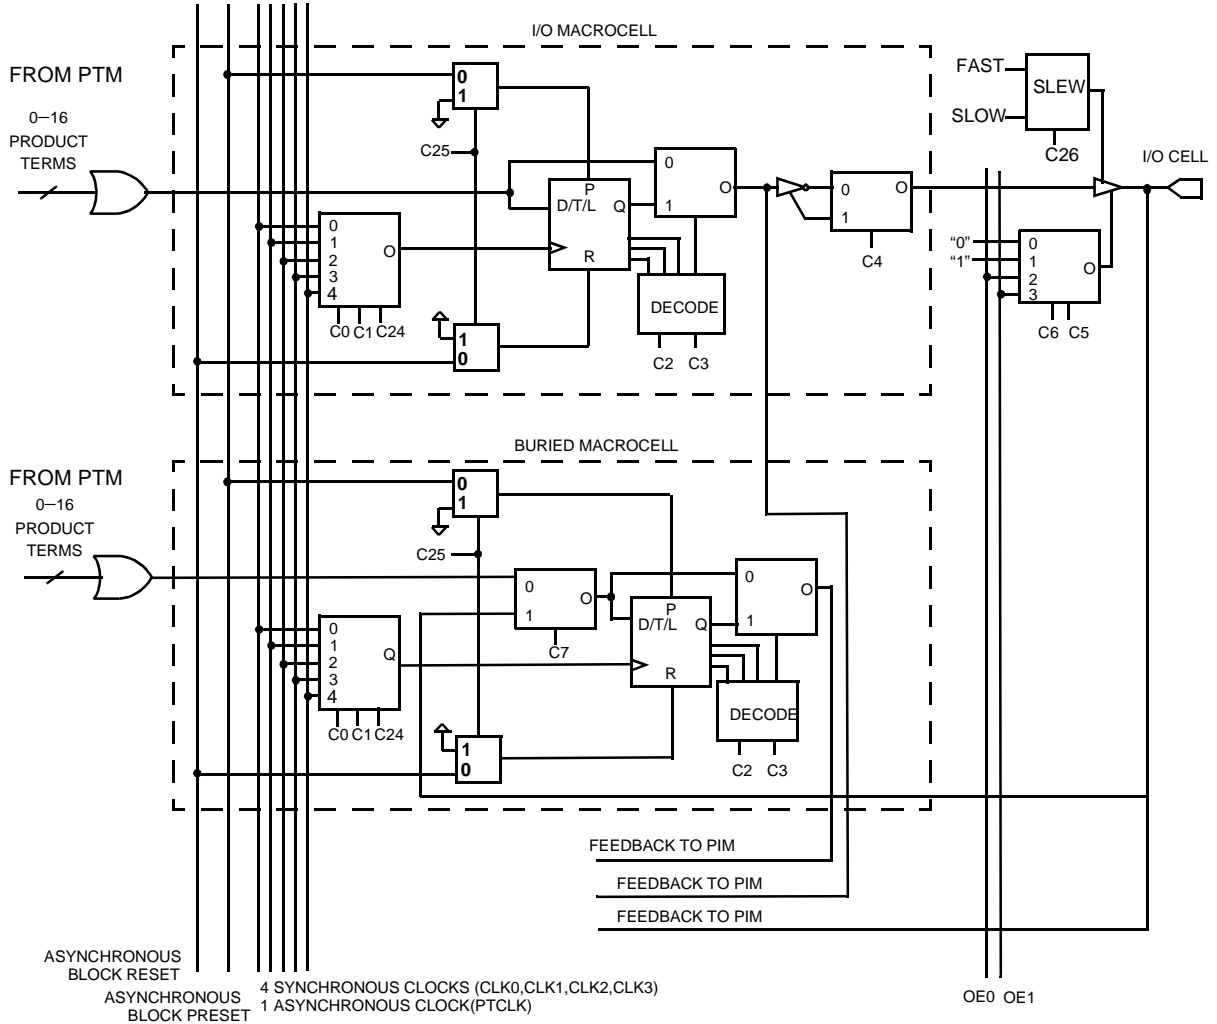 I/O MACROCELL
FROM PTM
0−16
PRODUCT
TERMS
0
1
C25
FAST
SLOW
SLEW
C26
I/O CELL
0
1
O
P
D/T/L
Q
R
0
1
O
C4
0
1
2
3
4
O
C0 C1 C24
DECODE
C2 C3
1
0
“0”
“1”
0
1
2
3
O
C6 C5
BURIED MACROCELL
FROM PTM
0−16
PRODUCT
TERMS
0
1
C25
0
1
O
C7
0
1
O
P
D/T/L
Q
R
0
1
2
3
4
Q
C0 C1 C24
DECODE
C2 C3
1
0
FEEDBACK TO PIM
FEEDBACK TO PIM
FEEDBACK TO PIM
ASYNCHRONOUS
BLOCK RESET
ASYNCHRONOUS
BLOCK PRESET
4 SYNCHRONOUS CLOCKS (CLK0,CLK1,CLK2,CLK3)
1 ASYNCHRONOUS CLOCK(PTCLK)
OE0 OE1